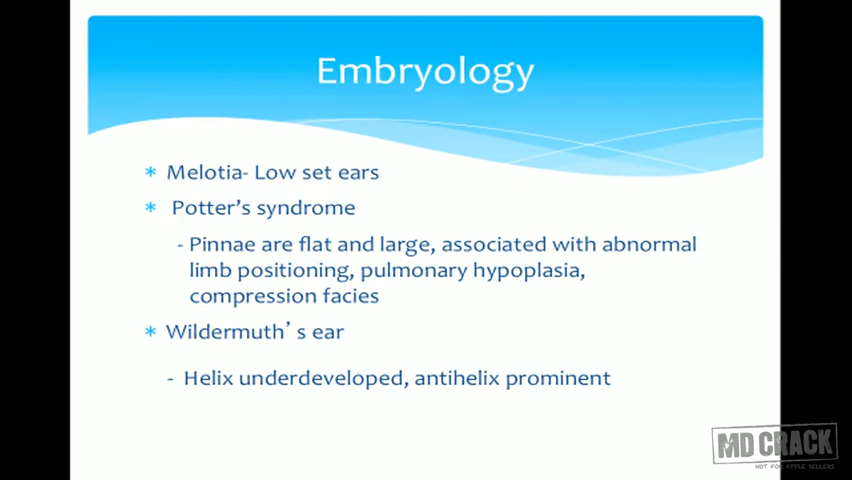 Embryology
* Melotia- Low set ears
* Potter’s syndrome
- Pinnae are flat and large, associated with abnormal
limb positioning, pulmonary hypoplasia,
compression facies
* Wildermuth’ s ear
- Helix underdeveloped, antihelix prominent
MD CRACK
NOT FOR APPLE SELLERS